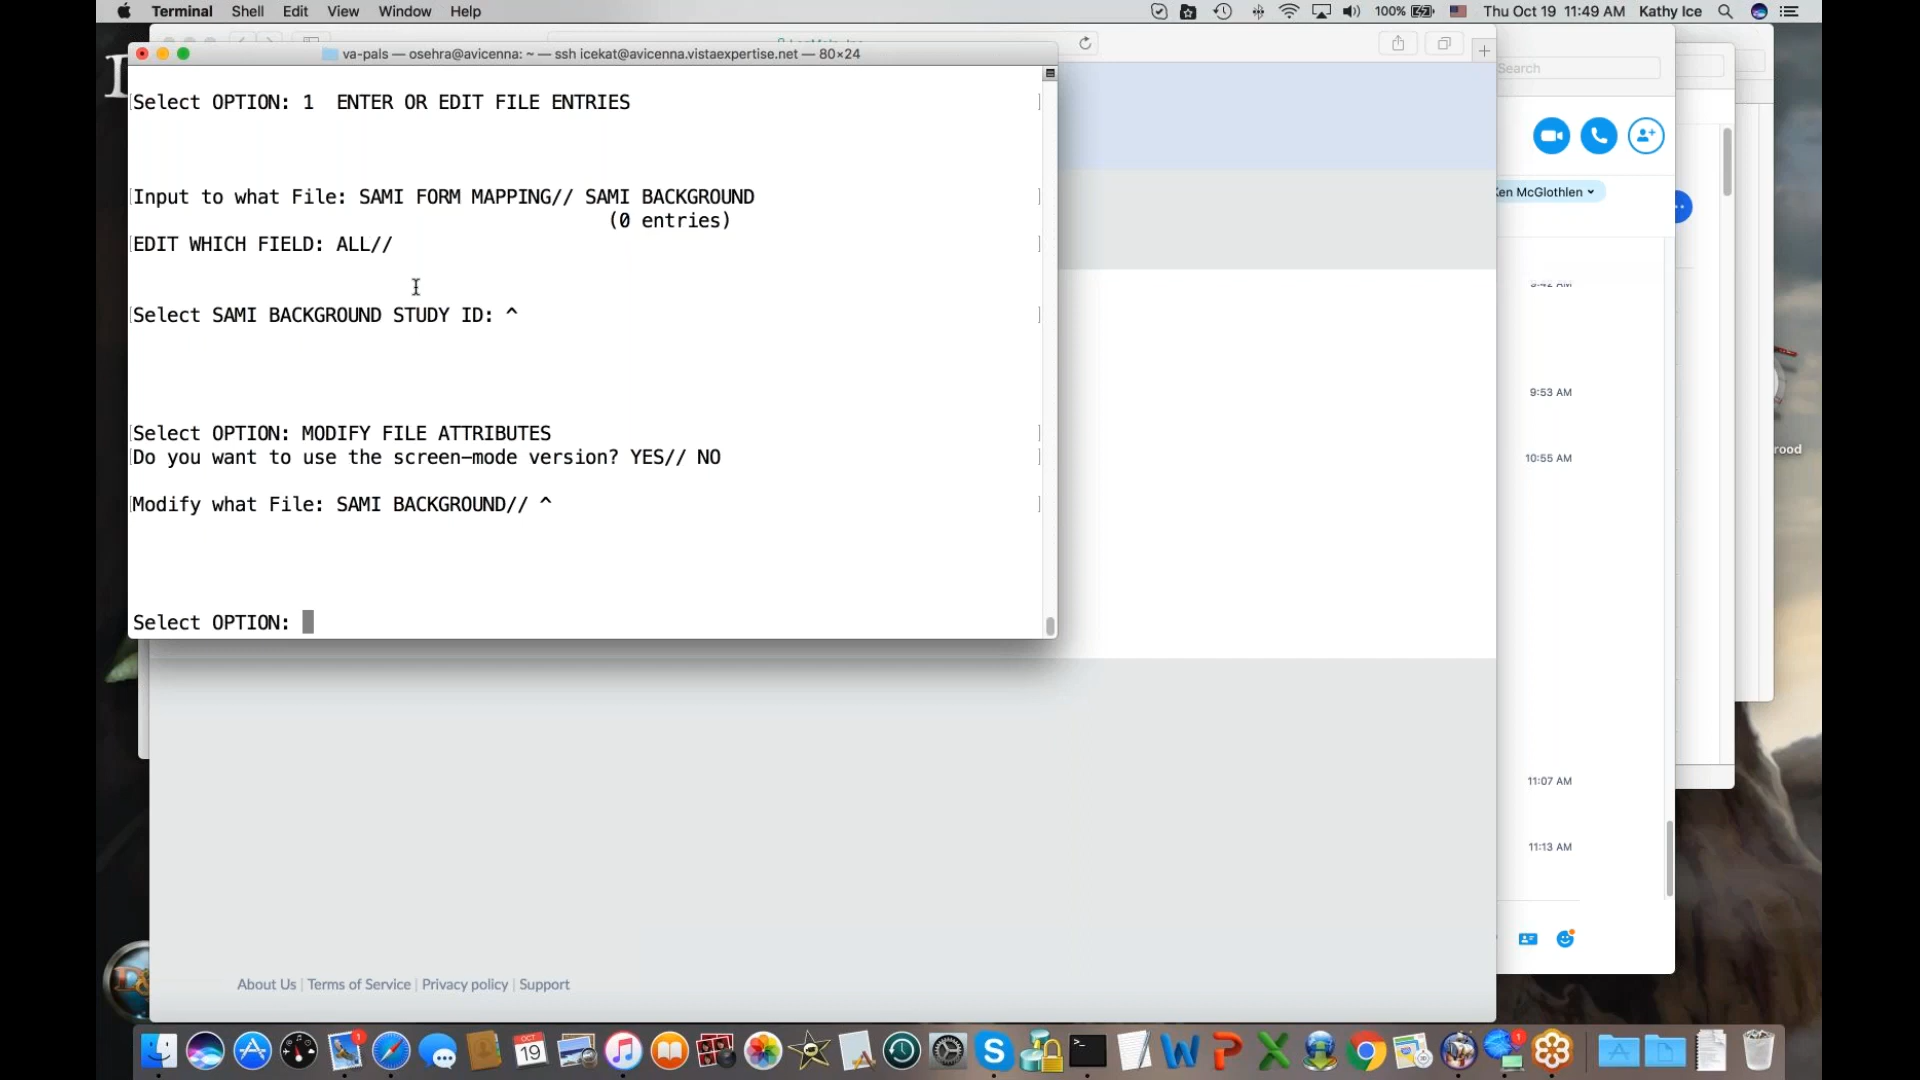 Terminal Shell Edit View Window Help 100% Thu Oct 19 11:49 AM Kathy Ice
va-pals — osehra@avicenna: ~ — ssh icekat@avicenna.vistaexpertise.net — 80×24
Search
Select OPTION: 1 ENTER OR EDIT FILE ENTRIES
Input to what File: SAMI FORM MAPPING// SAMI BACKGROUND
(0 entries)
EDIT WHICH FIELD: ALL//
Select SAMI BACKGROUND STUDY ID: ^
Select OPTION: MODIFY FILE ATTRIBUTES
Do you want to use the screen-mode version? YES// NO
Modify what File: SAMI BACKGROUND// ^
Select OPTION:
Ken McGlothlen
9:53 AM
rood
10:55 AM
11:07 AM
11:13 AM
About Us | Terms of Service | Privacy policy | Support
OCT
19
1
1